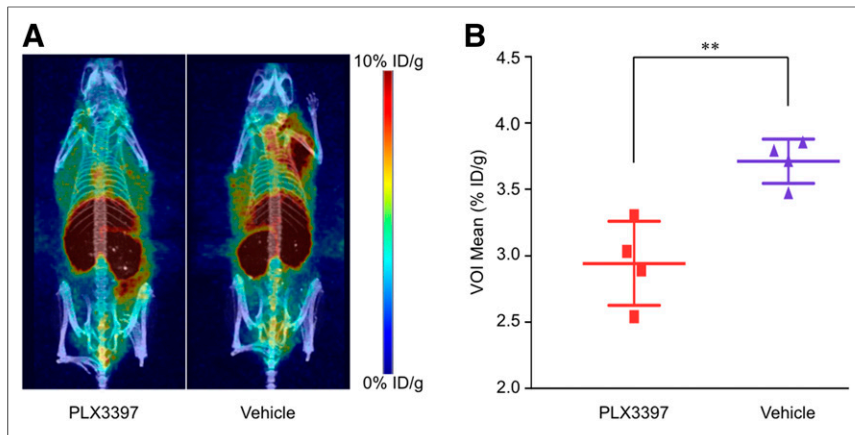 A
10% ID/g
0% ID/g
PLX3397
Vehicle
B
**
4.5
4.0
3.5
3.0
2.5
2.0
VOI Mean (% ID/g)
PLX3397
Vehicle